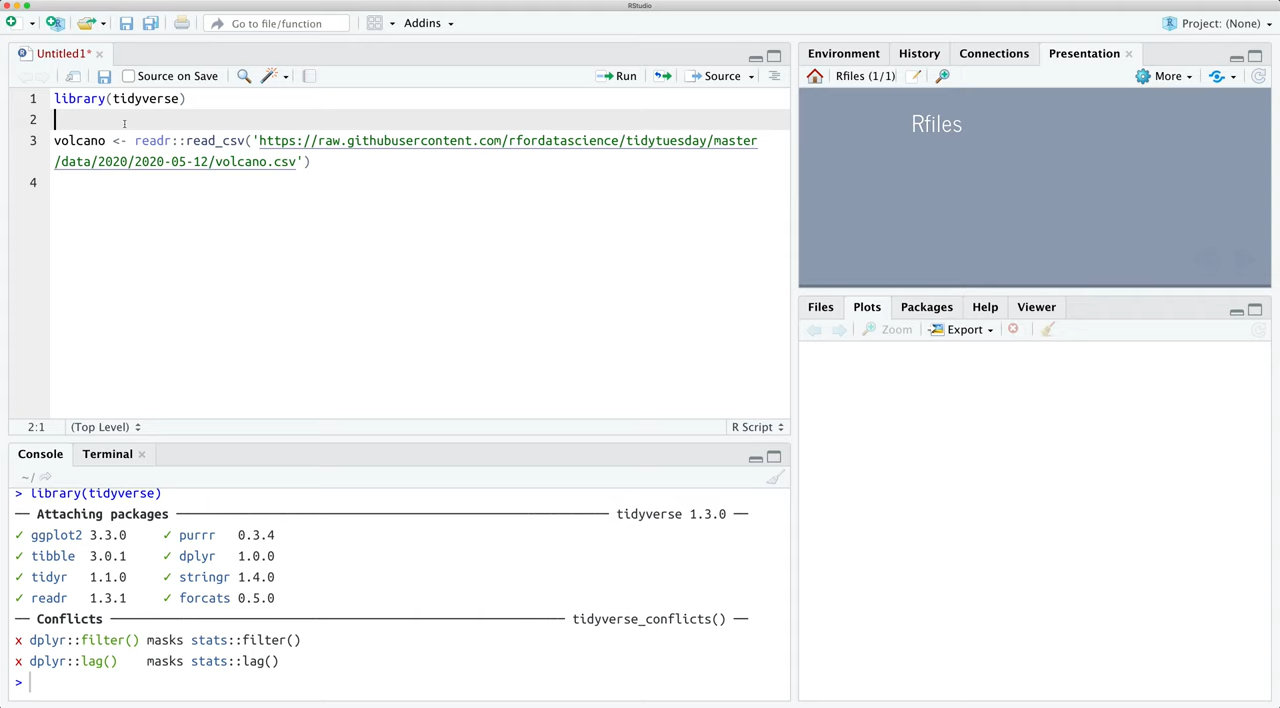 RStudio
Go to file/function
Addins
Project: (None)
Untitled1*
Source on Save
Run
Source
1 library(tidyverse)
2
3 volcano <- readr::read_csv('https://raw.githubusercontent.com/rfordatascience/tidytuesday/master
/data/2020/2020-05-12/volcano.csv')
4
2:1 (Top Level) R Script
Console Terminal
~/
> library(tidyverse)
── Attaching packages ── tidyverse 1.3.0 ──
✓ ggplot2 3.3.0 ✓ purrr 0.3.4
✓ tibble 3.0.1 ✓ dplyr 1.0.0
✓ tidyr 1.1.0 ✓ stringr 1.4.0
✓ readr 1.3.1 ✓ forcats 0.5.0
── Conflicts ── tidyverse_conflicts() ──
x dplyr::filter() masks stats::filter()
x dplyr::lag() masks stats::lag()
>
Environment History Connections Presentation
Rfiles (1/1) More
Rfiles
Files Plots Packages Help Viewer
Zoom Export